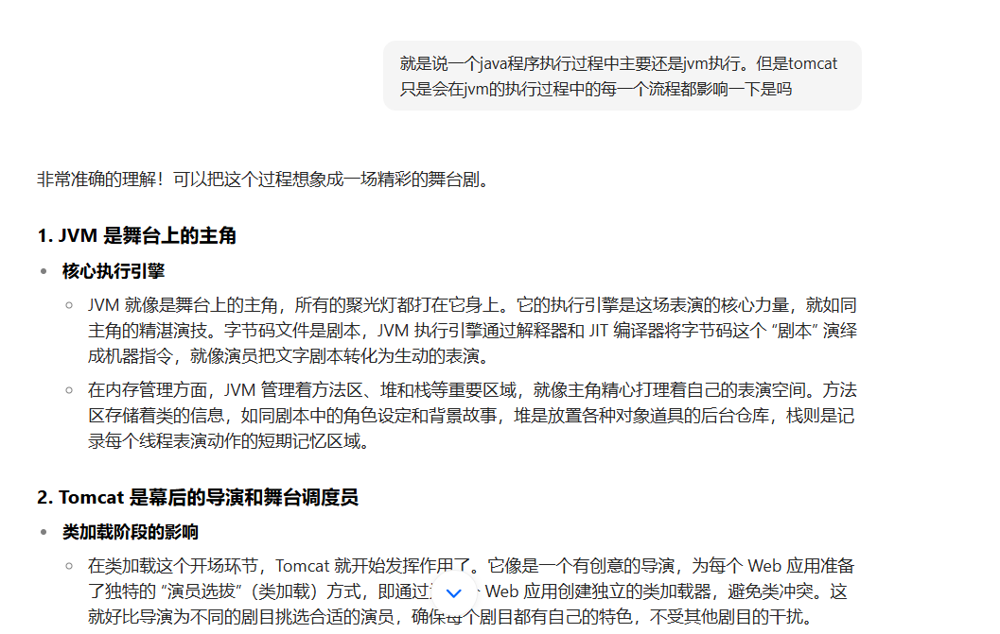 就是说一个java程序执行过程中主要还是jvm执行。但是tomcat
只是会在jvm的执行过程中的每一个流程都影响一下是吗
非常准确的理解！可以把这个过程想象成一场精彩的舞台剧。
1. JVM 是舞台上的主角
• 核心执行引擎
◦ JVM 就像是舞台上的主角，所有的聚光灯都打在它身上。它的执行引擎是这场表演的核心力量，就如同
主角的精湛演技。字节码文件是剧本，JVM 执行引擎通过解释器和 JIT 编译器将字节码这个 “剧本” 演绎
成机器指令，就像演员把文字剧本转化为生动的表演。
◦ 在内存管理方面，JVM 管理着方法区、堆和栈等重要区域，就像主角精心打理着自己的表演空间。方法
区存储着类的信息，如同剧本中的角色设定和背景故事，堆是放置各种对象道具的后台仓库，栈则是记
录每个线程表演动作的短期记忆区域。
2. Tomcat 是幕后的导演和舞台调度员
• 类加载阶段的影响
◦ 在类加载这个开场环节，Tomcat 就开始发挥作用了。它像是一个有创意的导演，为每个 Web 应用准备
了独特的 “演员选拔”（类加载）方式，即通过 Web 应用创建独立的类加载器，避免类冲突。这
就好比导演为不同的剧目挑选合适的演员，确保每个剧目都有自己的特色，不受其他剧目的干扰。